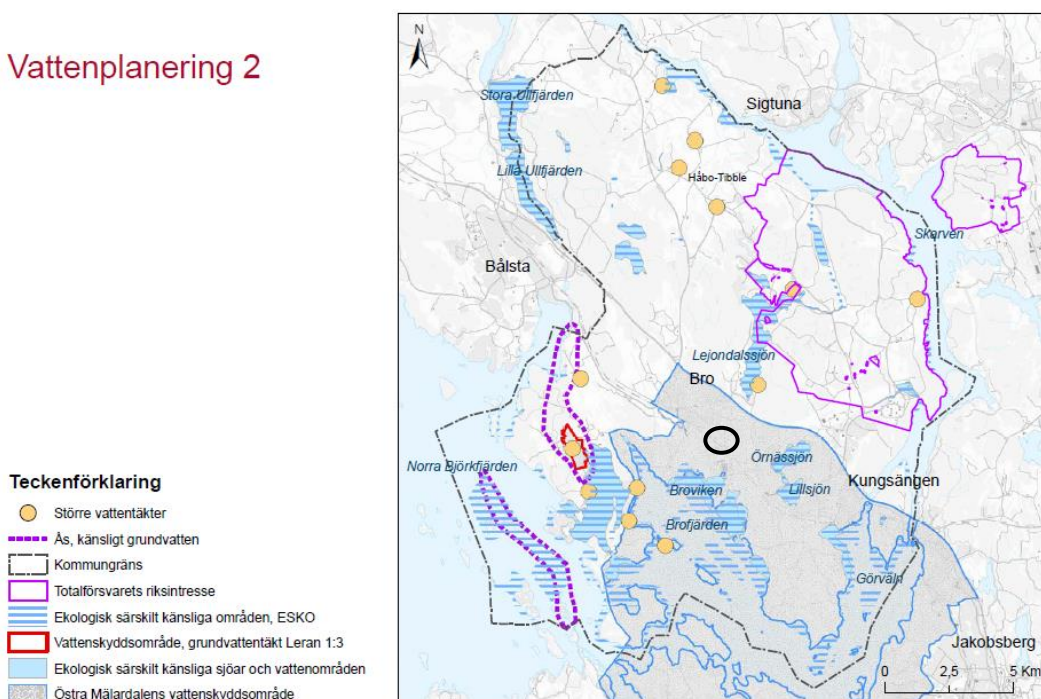 Vattenplanering 2
N
Stora Ullfjärden
Sigtuna
Lilla Ullfjärden
Håbo-Tibble
Skarven
Bålsta
Lejondalssjön
Bro
Norra Björkfjärden
Örnässjön
Kungsängen
Broviken
Lillsjön
Brofjärden
Görväln
Jakobsberg
0 2,5 5 Km
Teckenförklaring
Större vattentäkter
Ås, känsligt grundvatten
Kommungräns
Totalförsvarets riksintresse
Ekologiskt särskilt känsliga områden, ESKO
Vattenskyddsområde, grundvattentäkt Leran 1:3
Ekologisk särskilt känsliga sjöar och vattenområden
Östra Mälardalens vattenskyddsområde